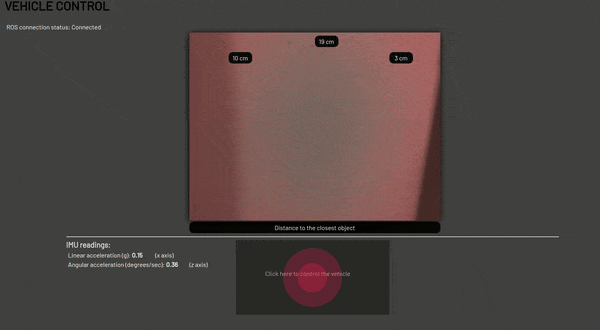 VEHICLE CONTROL
ROS connection status: Connected
19 cm
10 cm
3 cm
Distance to the closest object
IMU readings:
Linear acceleration (g): 0.15 (x axis)
Angular acceleration (degrees/sec): 0.36 (z axis)
Click here to control the vehicle